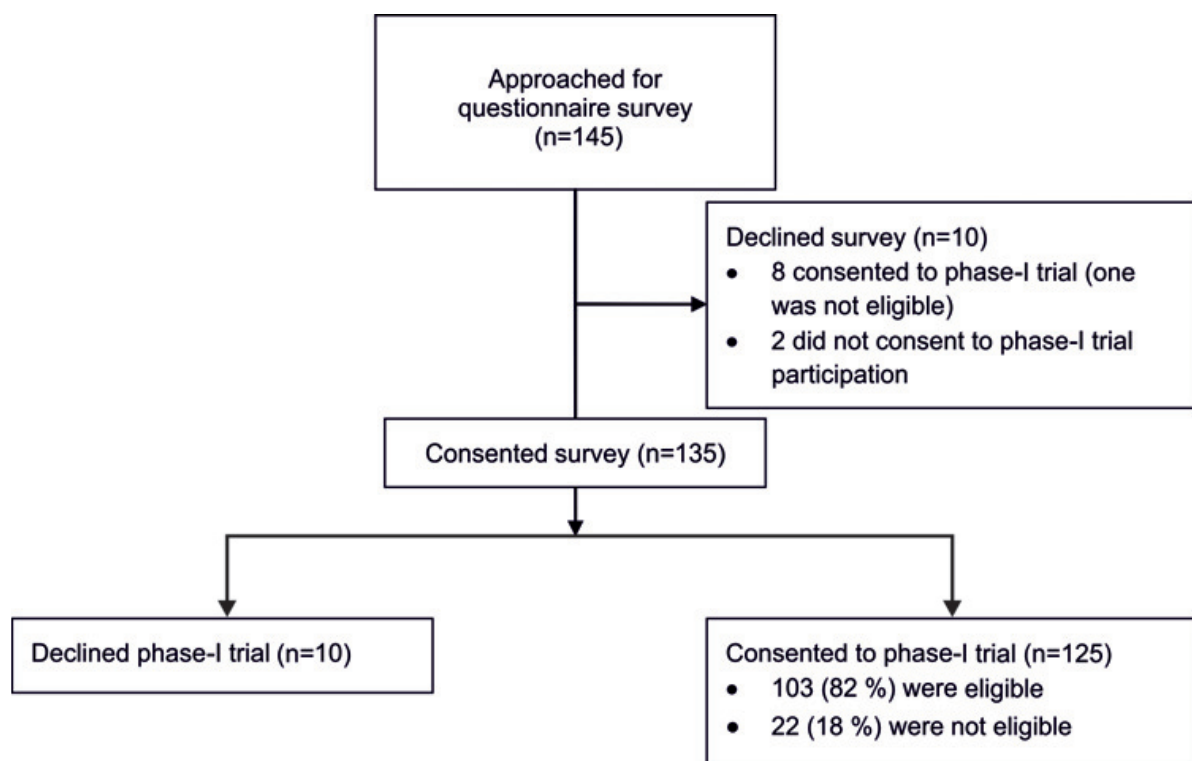 Approached for
questionnaire survey
(n=145)
Declined survey (n=10)
• 8 consented to phase-I trial (one
was not eligible)
• 2 did not consent to phase-I trial
participation
Consented survey (n=135)
Declined phase-I trial (n=10)
Consented to phase-I trial (n=125)
• 103 (82 %) were eligible
• 22 (18 %) were not eligible